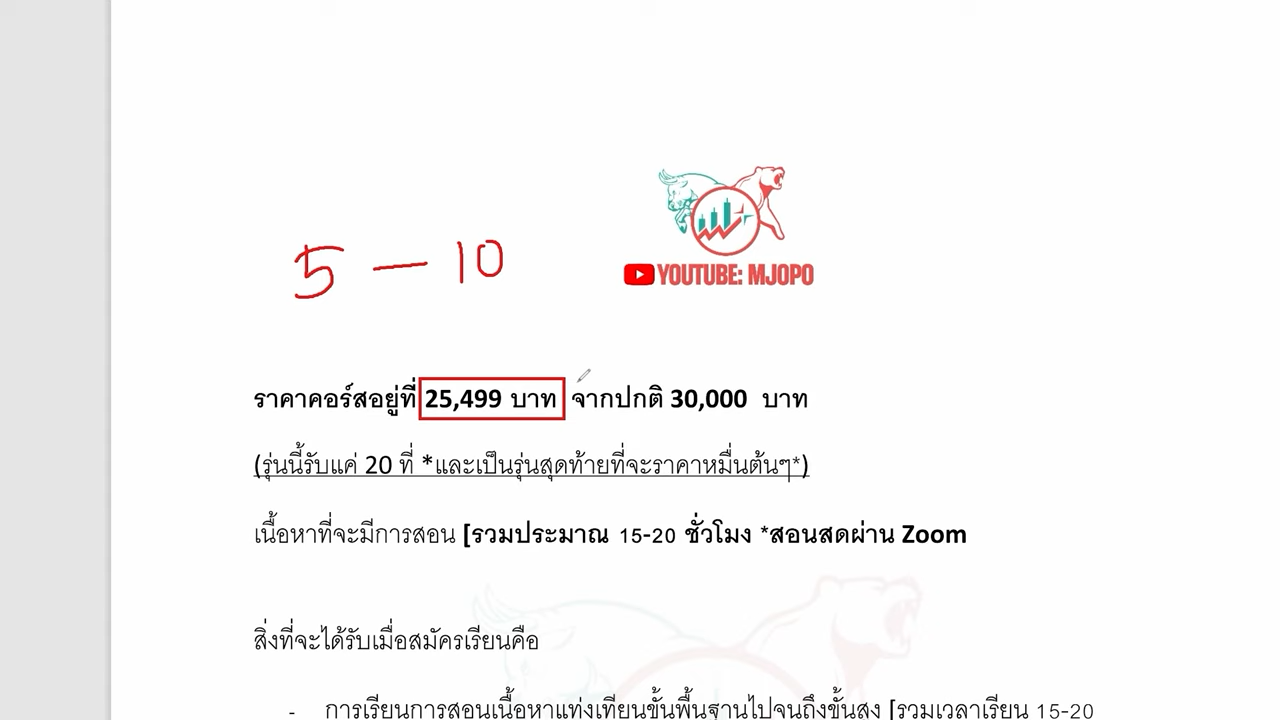 5 — 10
YOUTUBE: MJOPO
ราคาคอร์สอยู่ที่ 25,499 บาท จากปกติ 30,000 บาท
(รุ่นนี้รับแค่ 20 ที่ *และเป็นรุ่นสุดท้ายที่จะราคาหมื่นต้นๆ*)
เนื้อหาที่จะมีการสอน [รวมประมาณ 15-20 ชั่วโมง *สอนสดผ่าน Zoom
สิ่งที่จะได้รับเมื่อสมัครเรียนคือ
- การเรียนการสอนเนื้อหาแท่งเทียนขั้นพื้นฐานไปจนถึงขั้นสูง [รวมเวลาเรียน 15-20